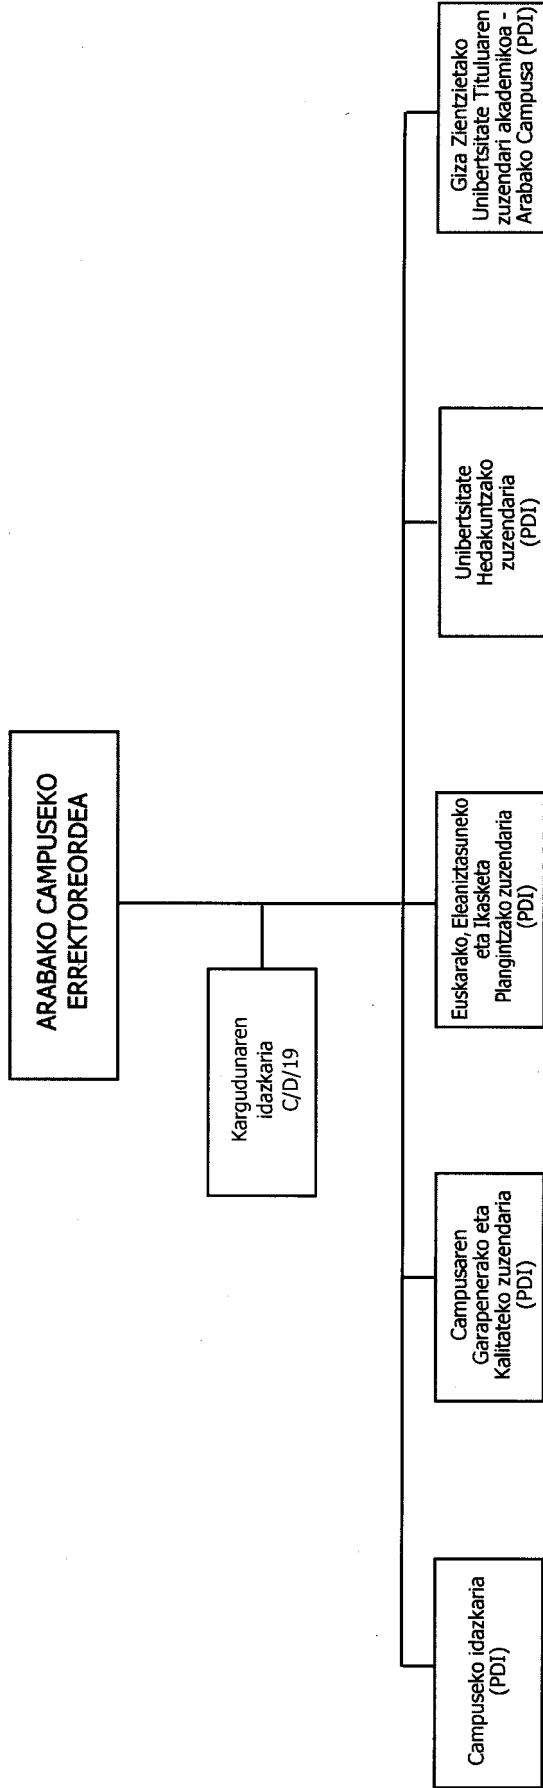 ARABAKO CAMPUSEKO
ERREKTOREORDEA
Kargudunaren
idazkaria
C/D/19
Campuseko idazkaria
(PDI)
Campusaren
Garapenerako eta
Kalitateko zuzendaria
(PDI)
Euskarako, Eleaniztasuneko
eta Ikasketa
Plangintzako zuzendaria
(PDI)
Unibertsitate
Hedakuntzako
zuzendaria
(PDI)
Giza Zientzietako
Unibertsitate Tituluaren
zuzendari akademikoa -
Arabako Campusa (PDI)